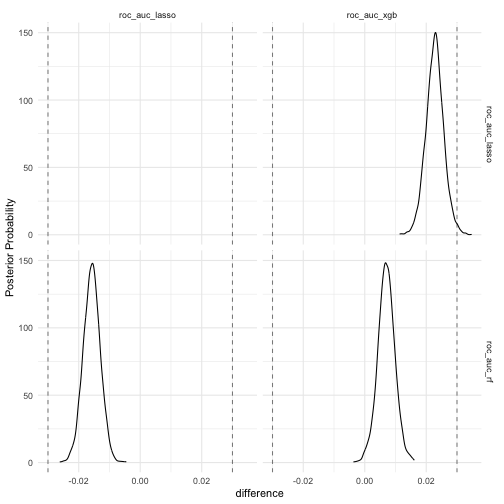 roc_auc_lasso
roc_auc_xgb
150
100
50
0
roc_auc_lasso
150
100
50
0
roc_auc_rf
-0.02
0.00
0.02
-0.02
0.00
0.02
Posterior Probability
difference